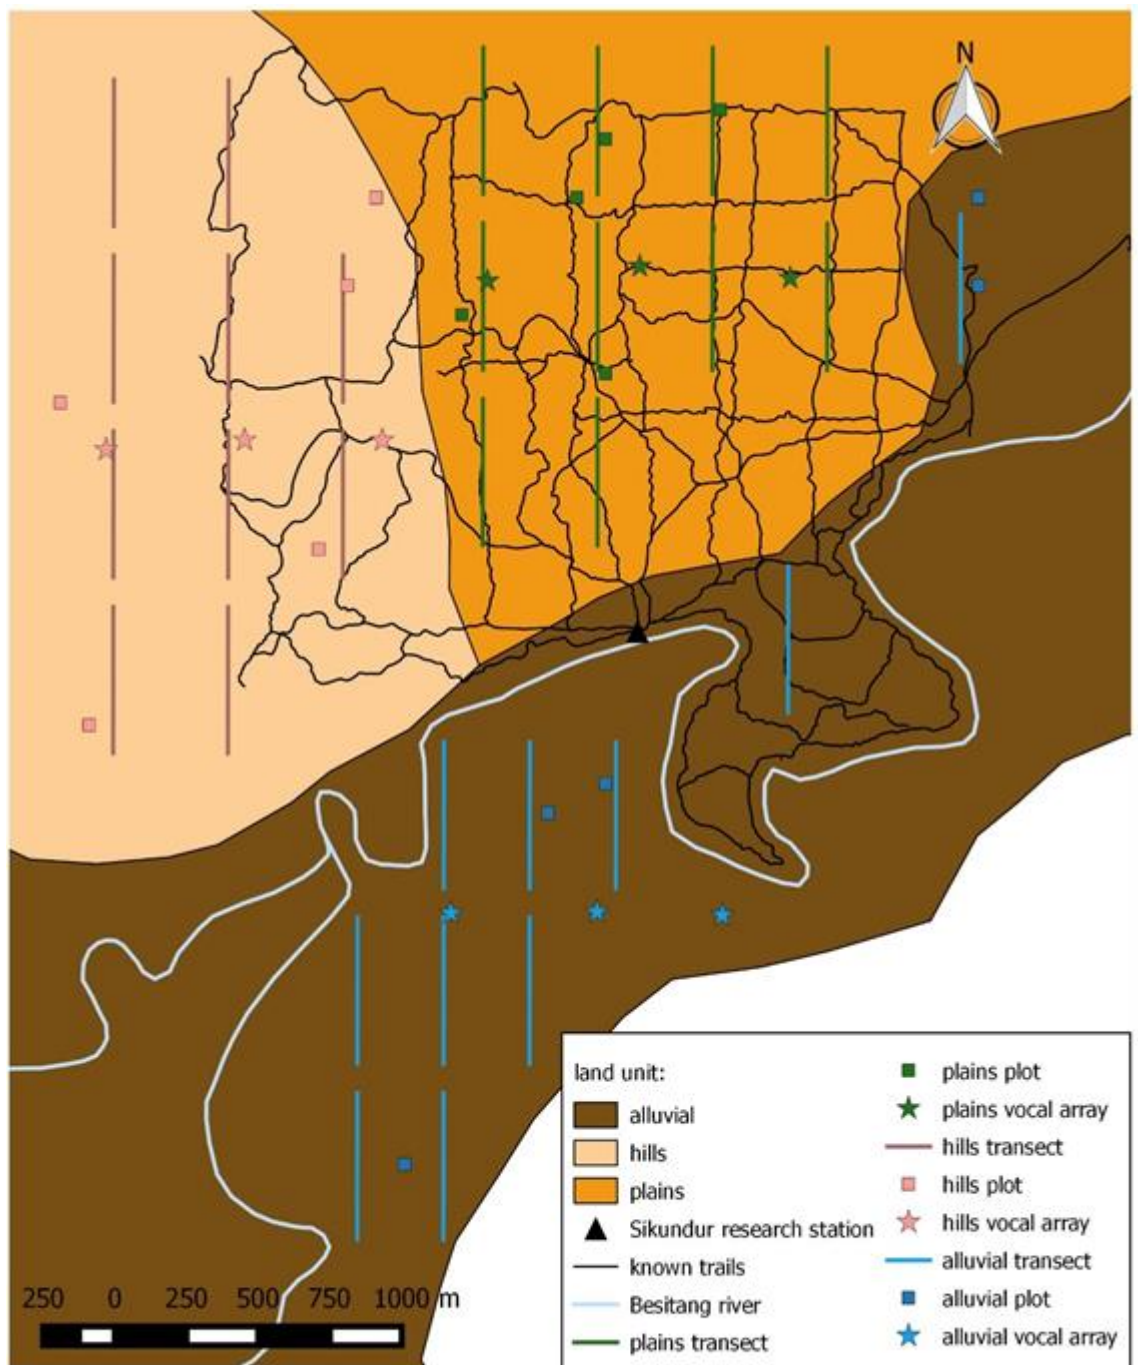 N
land unit:
alluvial
hills
plains
Sikundur research station
known trails
Besitang river
plains transect
plains plot
plains vocal array
hills transect
hills plot
hills vocal array
alluvial transect
alluvial plot
alluvial vocal array
250 0 250 500 750 1000 m